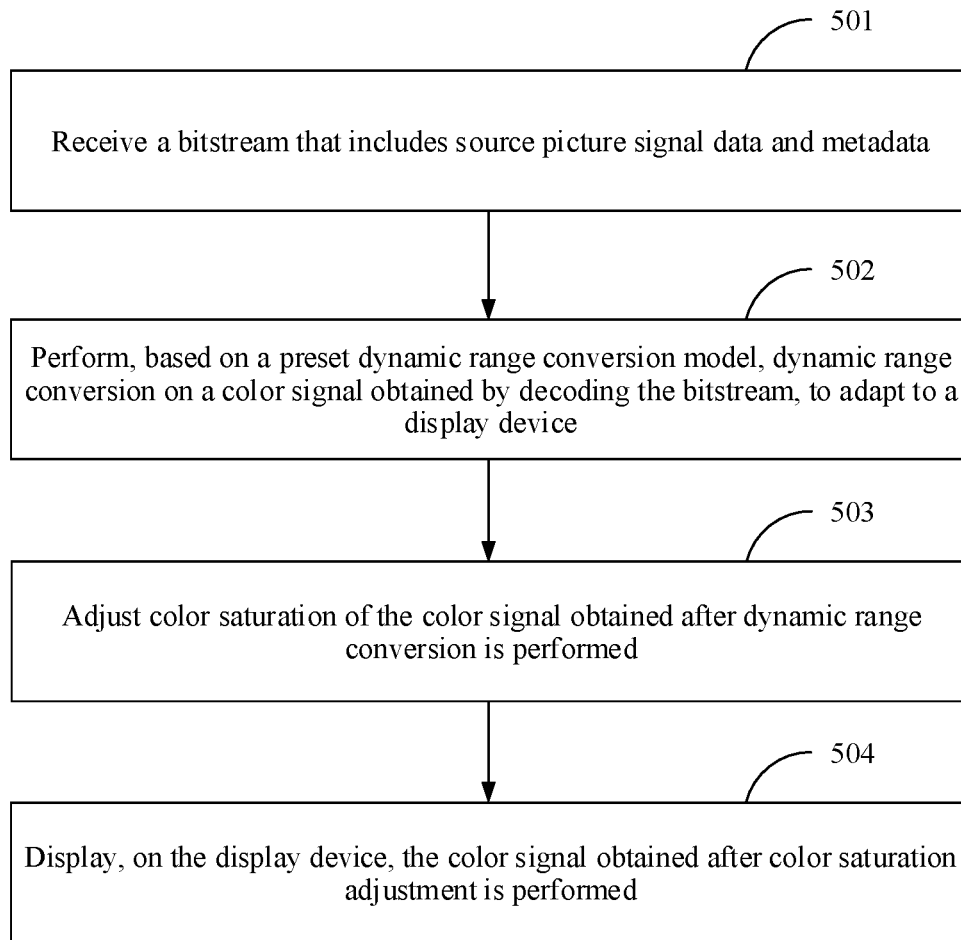 501
Receive a bitstream that includes source picture signal data and metadata
502
Perform, based on a preset dynamic range conversion model, dynamic range
conversion on a color signal obtained by decoding the bitstream, to adapt to a
display device
503
Adjust color saturation of the color signal obtained after dynamic range
conversion is performed
504
Display, on the display device, the color signal obtained after color saturation
adjustment is performed